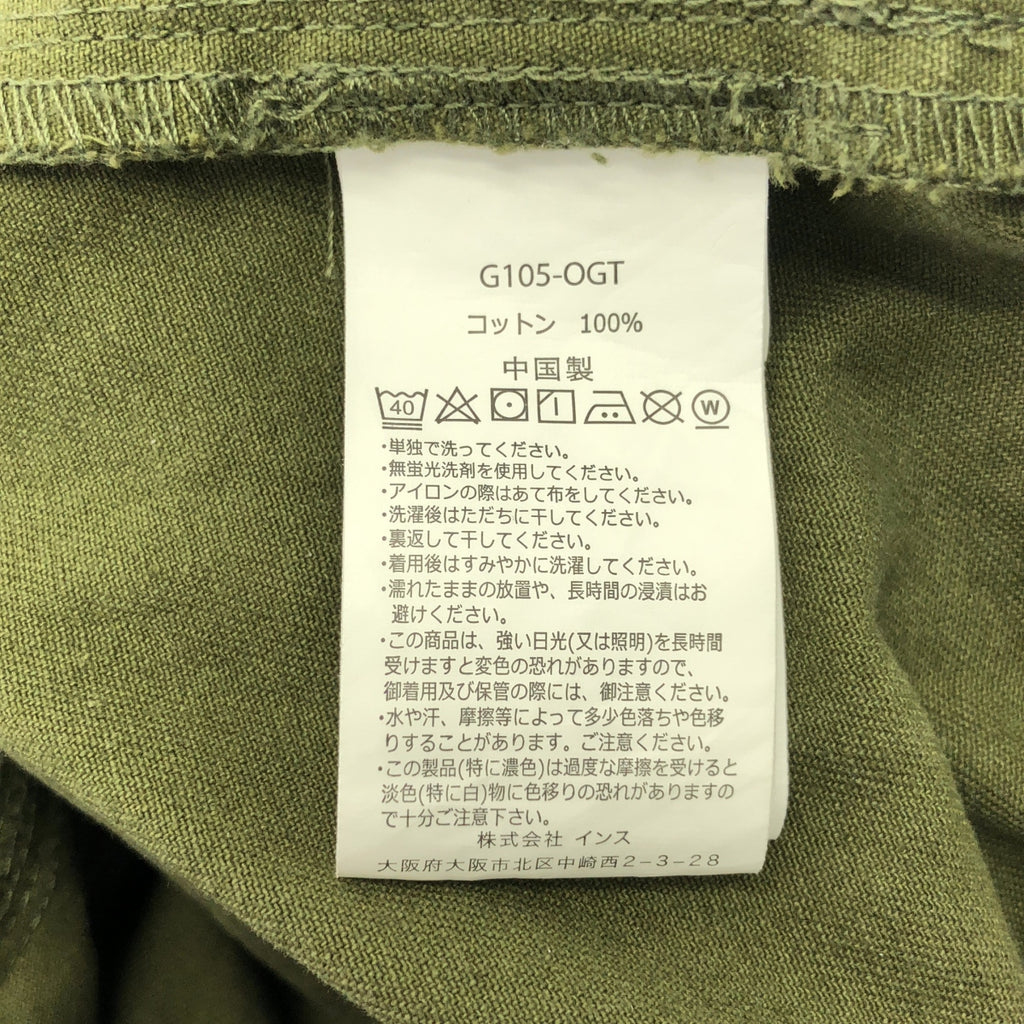 G105-OGT
コットン 100%
中国製
40 W
・単独で洗ってください。
・無蛍光洗剤を使用してください。
・アイロンの際はあて布をしてください。
・洗濯後はただちに干してください。
・裏返して干してください。
・着用後はすみやかに洗濯してください。
・濡れたままの放置や、長時間の浸漬はお
避けください。
・この商品は、強い日光(又は照明)を長時間
受けますと変色の恐れがありますので、
御着用及び保管の際には、御注意ください。
・水や汗、摩擦等によって多少色落ちや色移
りすることがあります。ご注意ください。
・この製品(特に濃色)は過度な摩擦を受けると
淡色(特に白)物に色移りの恐れがありますの
で十分ご注意下さい。
株式会社 インス
大阪府大阪市北区中崎西2-3-28